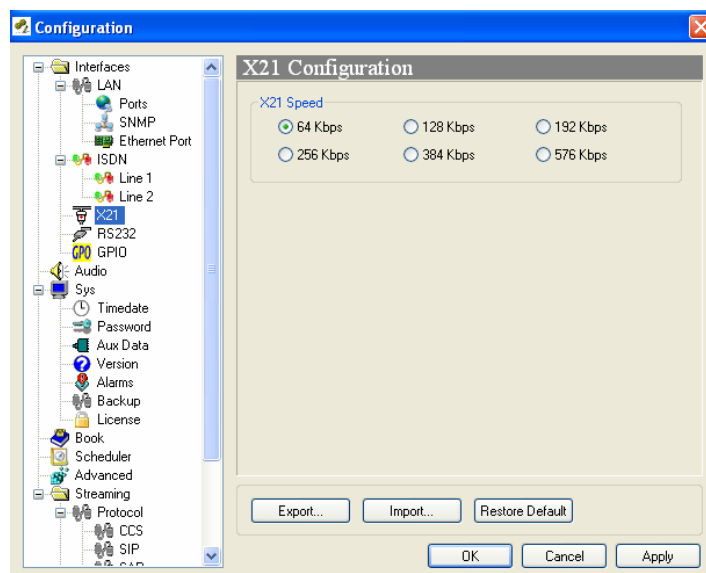 Configuration
Interfaces
LAN
Ports
SNMP
Ethernet Port
ISDN
Line 1
Line 2
X21
RS232
GPO GPIO
Audio
Sys
Timedate
Password
Aux Data
Version
Alarms
Backup
License
Book
Scheduler
Advanced
Streaming
Protocol
CCS
SIP
X21 Configuration
X21 Speed
64 Kbps 128 Kbps 192 Kbps
256 Kbps 384 Kbps 576 Kbps
Export... Import... Restore Default
OK Cancel Apply